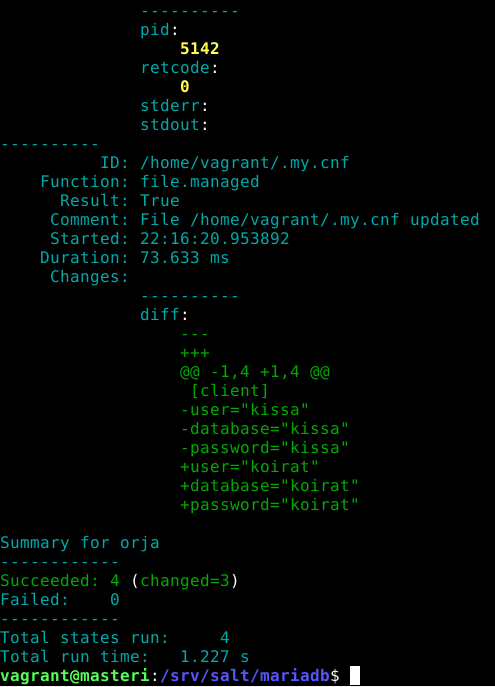 ----------
pid:
5142
retcode:
0
stderr:
stdout:
----------
ID: /home/vagrant/.my.cnf
Function: file.managed
Result: True
Comment: File /home/vagrant/.my.cnf updated
Started: 22:16:20.953892
Duration: 73.633 ms
Changes:
----------
diff:
---
+++
@@ -1,4 +1,4 @@
[client]
-user="kissa"
-database="kissa"
-password="kissa"
+user="koirat"
+database="koirat"
+password="koirat"
Summary for orja
------------
Succeeded: 4 (changed=3)
Failed:    0
------------
Total states run:     4
Total run time:   1.227 s
vagrant@masteri:/srv/salt/mariadb$